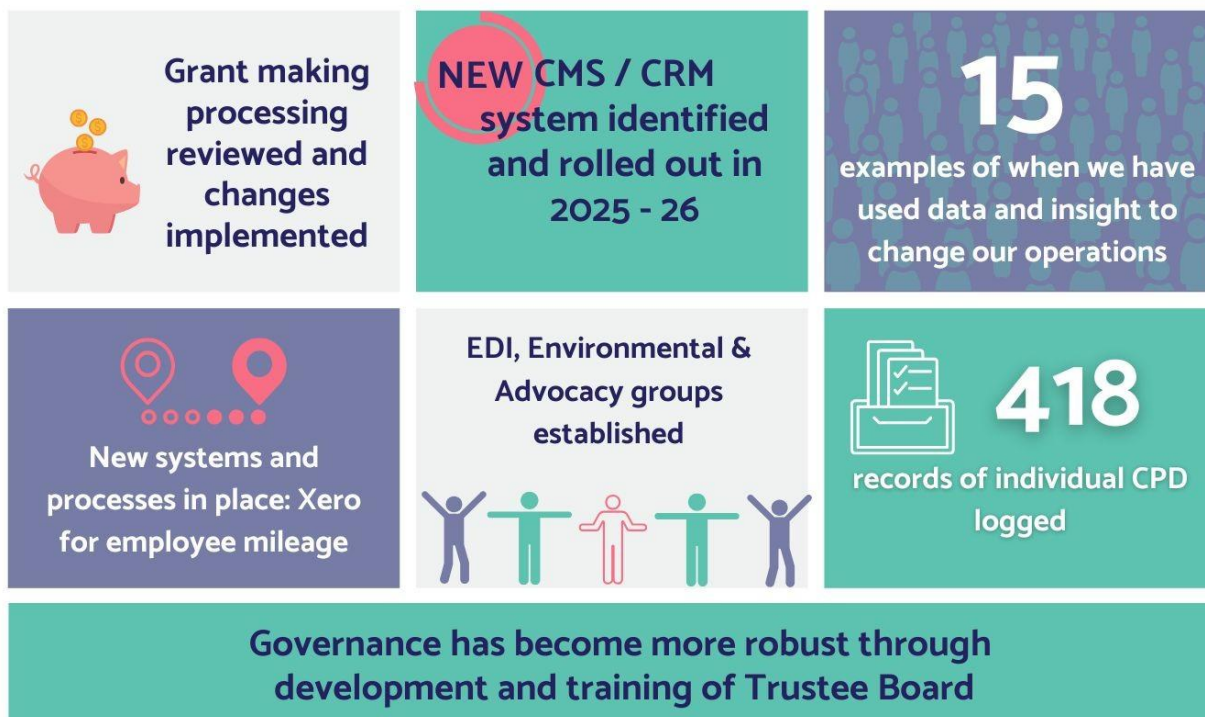 Grant making
processing
reviewed and
changes
implemented
NEW CMS / CRM
system identified
and rolled out in
2025 - 26
15
examples of when we have
used data and insight to
change our operations
New systems and
processes in place: Xero
for employee mileage
EDI, Environmental &
Advocacy groups
established
418
records of individual CPD
logged
Governance has become more robust through
development and training of Trustee Board